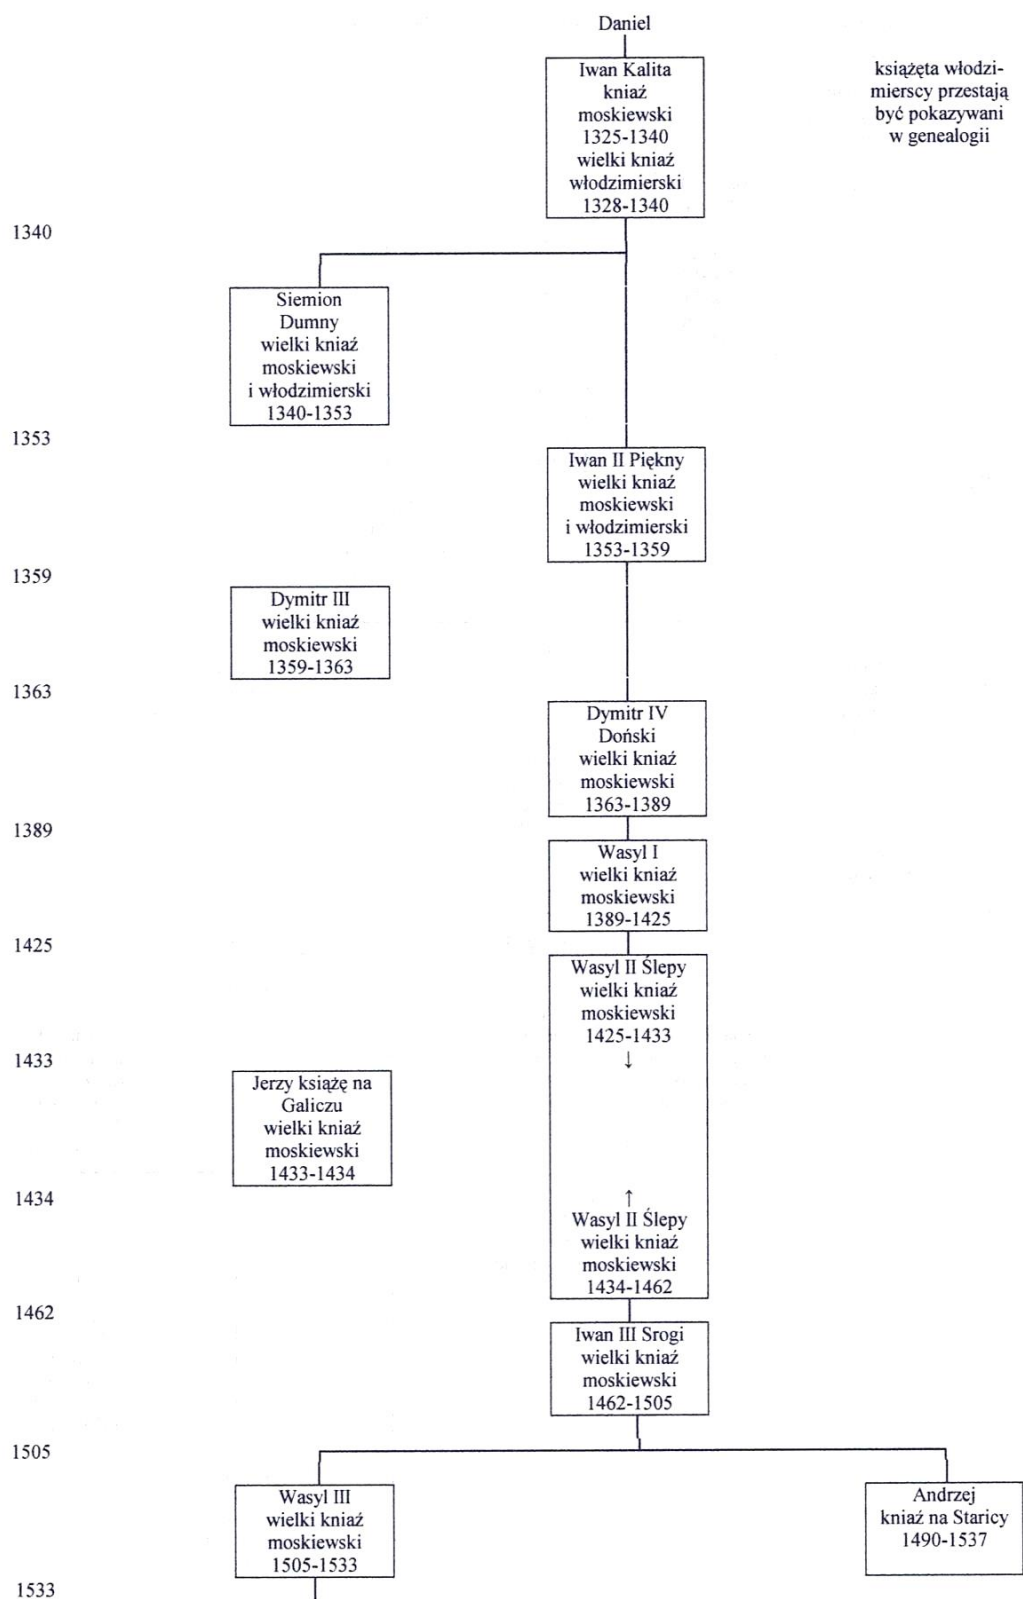 Daniel
Iwan Kalita
kniaź
moskiewski
1325-1340
wielki kniaź
włodzimierski
1328-1340
książęta włodzi-
mierscy przestają
być pokazywani
w genealogii
1340
Siemion
Dumny
wielki kniaź
moskiewski
i włodzimierski
1340-1353
1353
Iwan II Piękny
wielki kniaź
moskiewski
i włodzimierski
1353-1359
1359
Dymitr III
wielki kniaź
moskiewski
1359-1363
1363
Dymitr IV
Doński
wielki kniaź
moskiewski
1363-1389
1389
Wasyl I
wielki kniaź
moskiewski
1389-1425
1425
Wasyl II Ślepy
wielki kniaź
moskiewski
1425-1433
↓
1433
Jerzy książę na
Galiczu
wielki kniaź
moskiewski
1433-1434
1434
↑
Wasyl II Ślepy
wielki kniaź
moskiewski
1434-1462
1462
Iwan III Srogi
wielki kniaź
moskiewski
1462-1505
1505
Wasyl III
wielki kniaź
moskiewski
1505-1533
Andrzej
kniaź na Staricy
1490-1537
1533